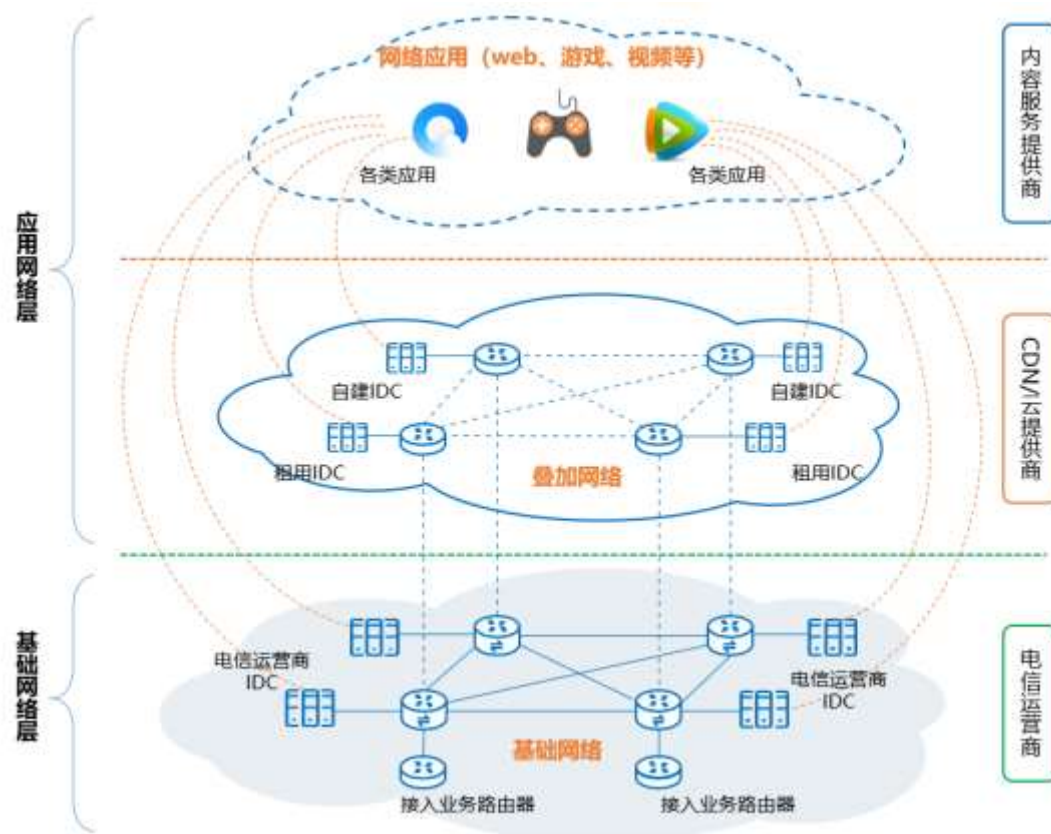 网络应用（web、游戏、视频等）
各类应用
各类应用
内容服务提供商
应用网络层
自建IDC
自建IDC
租用IDC
租用IDC
叠加网络
CDN/云提供商
基础网络层
电信运营商
IDC
电信运营商
IDC
基础网络
接入业务路由器
接入业务路由器
电信运营商